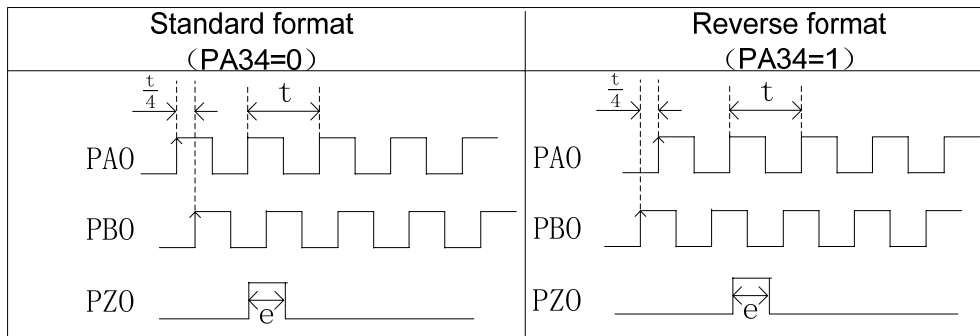 Standard format
（PA34=0）
t/4
t
PAO
PBO
PZO
e
Reverse format
（PA34=1）
t/4
t
PAO
PBO
PZO
e